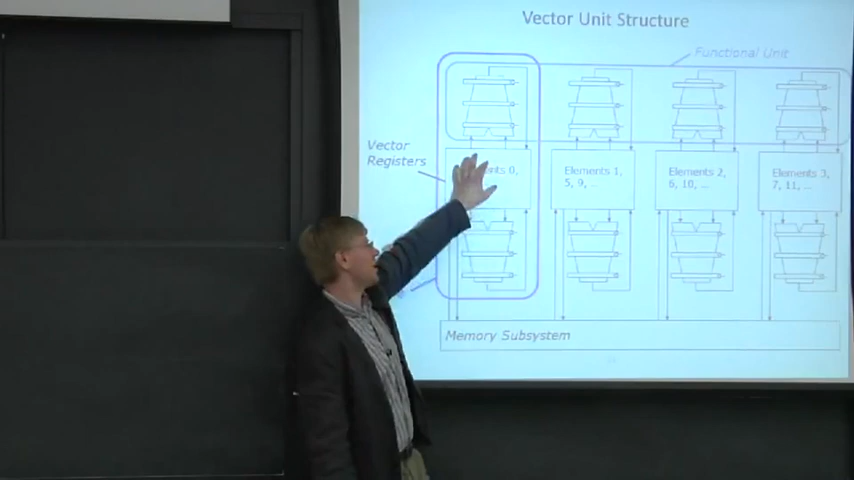 Vector Unit Structure
Functional Unit
Vector
Registers
0,
Elements 1,
5, 9, ..
Elements 2,
6, 10, ...
Elements 3,
7, 11, ...
Memory Subsystem